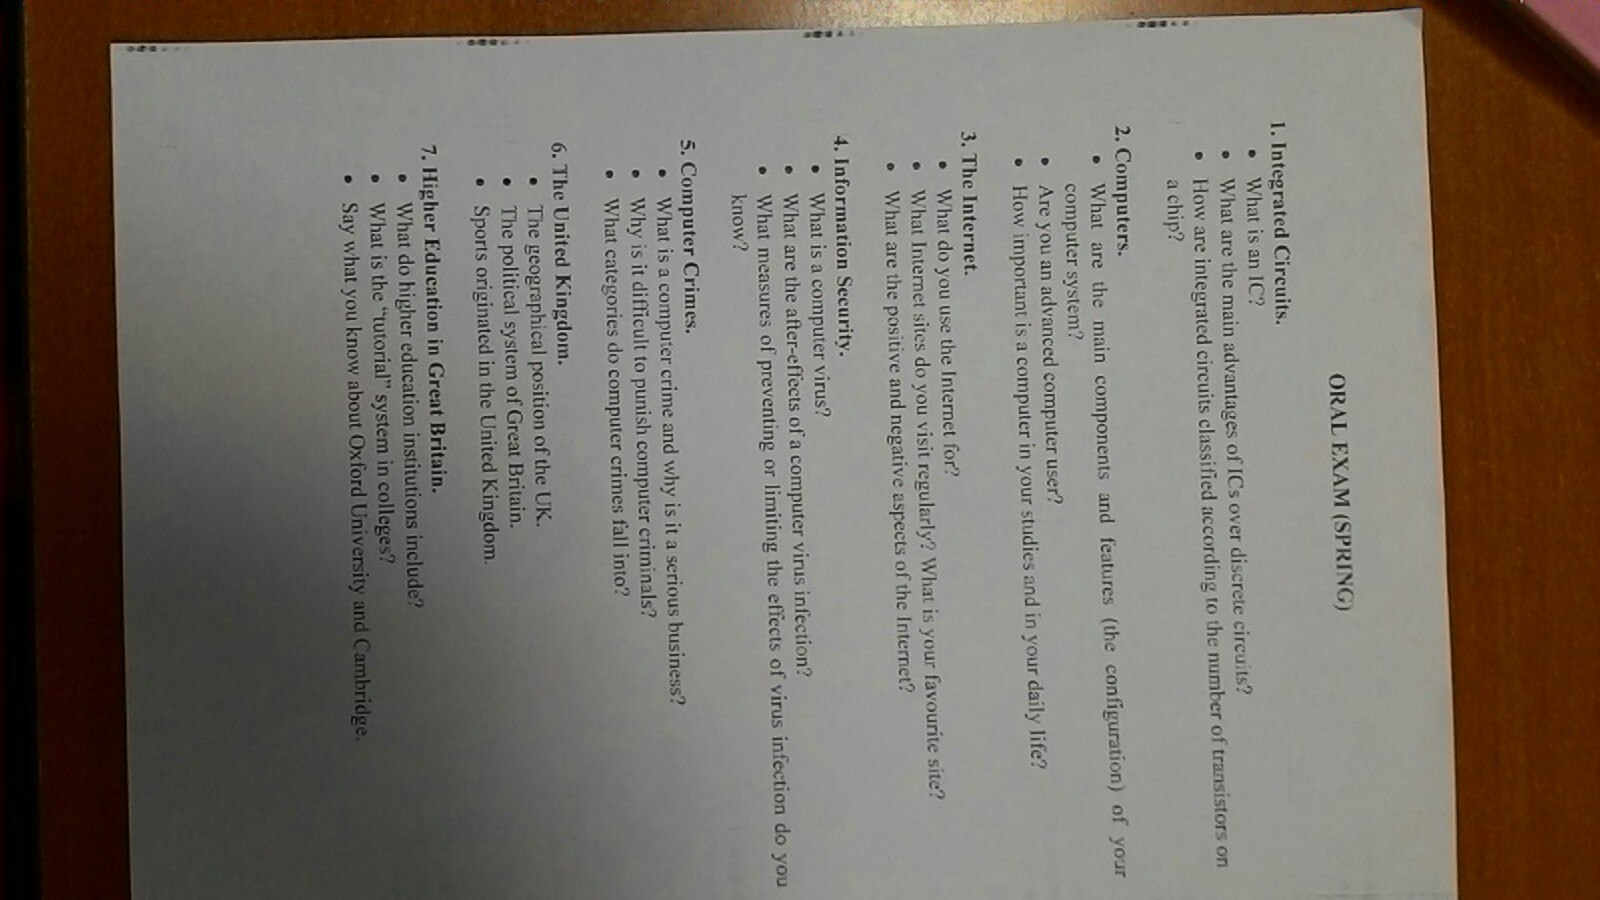 ORAL EXAM (SPRING)
1. Integrated Circuits.
• What is an IC?
• What are the main advantages of ICs over discrete circuits?
• How are integrated circuits classified according to the number of transistors on
a chip?
2. Computers.
• What are the main components and features (the configuration) of your
computer system?
• Are you an advanced computer user?
• How important is a computer in your studies and in your daily life?
3. The Internet.
• What do you use the Internet for?
• What Internet sites do you visit regularly? What is your favourite site?
• What are the positive and negative aspects of the Internet?
4. Information Security.
• What is a computer virus?
• What are the after-effects of a computer virus infection?
• What measures of preventing or limiting the effects of virus infection do you
know?
5. Computer Crimes.
• What is a computer crime and why is it a serious business?
• Why is it difficult to punish computer criminals?
• What categories do computer crimes fall into?
6. The United Kingdom.
• The geographical position of the UK.
• The political system of Great Britain.
• Sports originated in the United Kingdom.
7. Higher Education in Great Britain.
• What do higher education institutions include?
• What is the "tutorial" system in colleges?
• Say what you know about Oxford University and Cambridge.